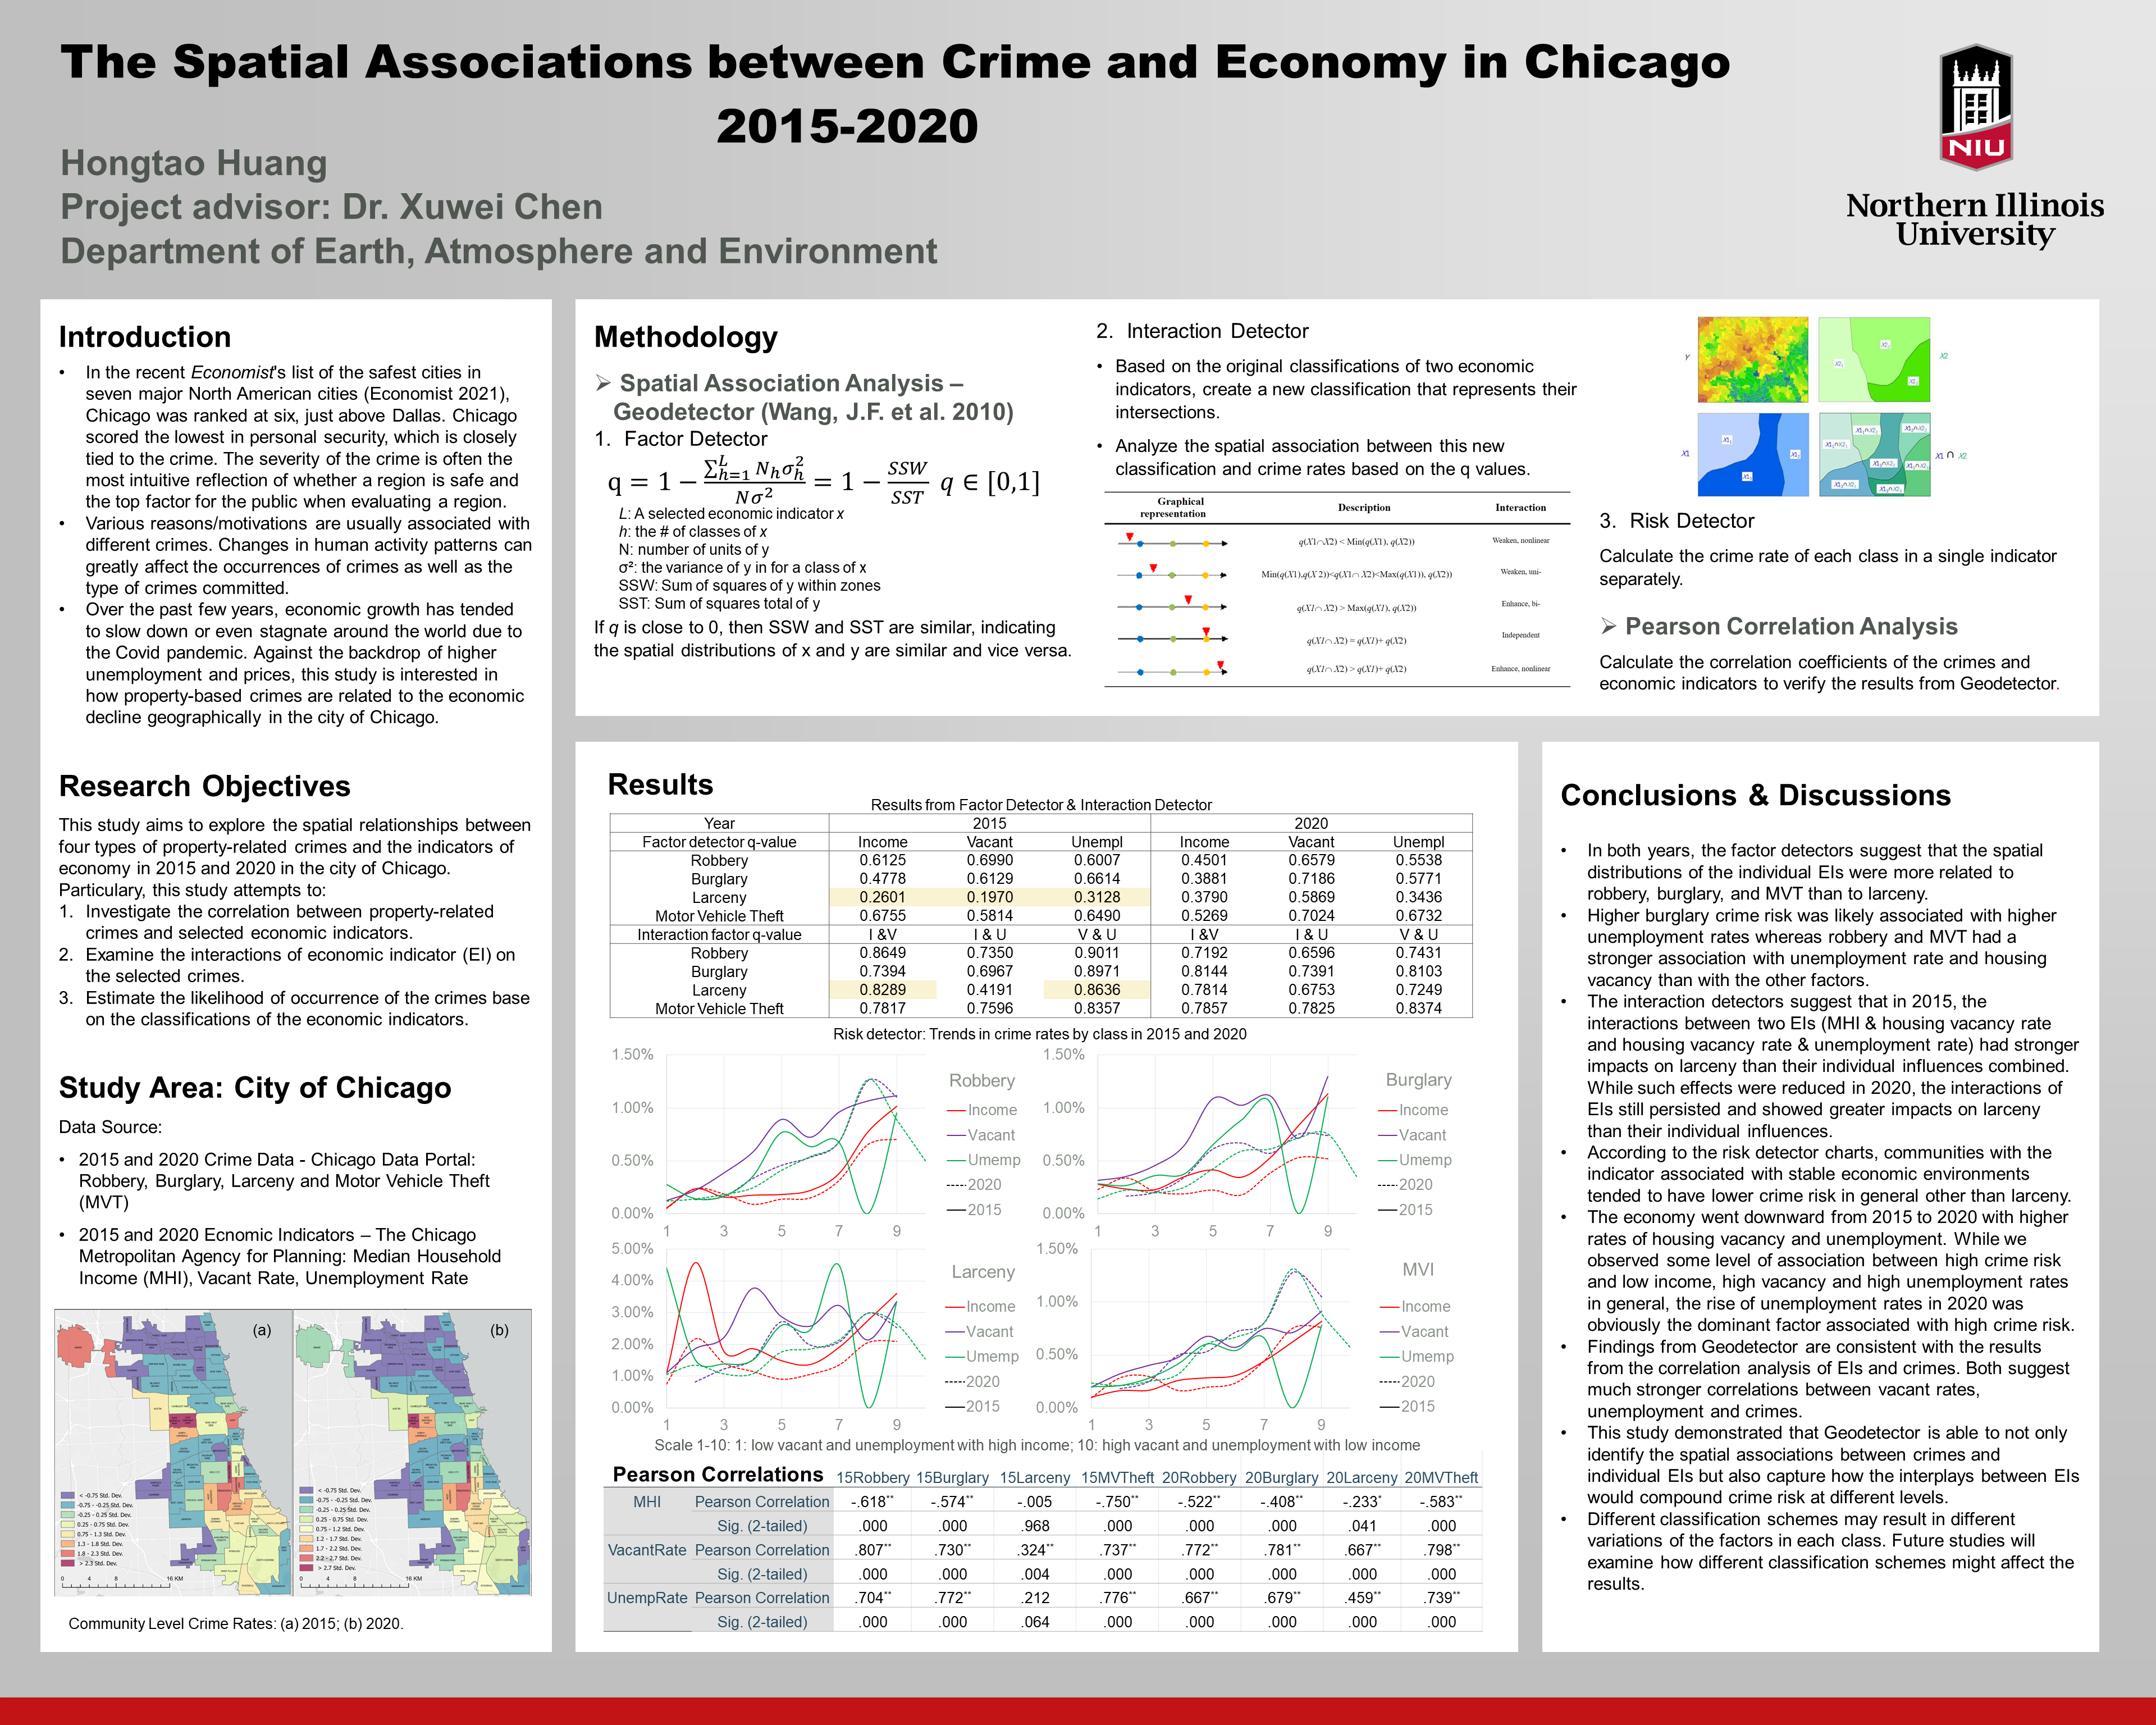 The Spatial Associations between Crime and Economy in Chicago
2015-2020
Hongtao Huang
Project advisor: Dr. Xuwei Chen
Department of Earth, Atmosphere and Environment
NIU
Northern Illinois
University
Introduction
• In the recent Economist's list of the safest cities in
seven major North American cities (Economist 2021),
Chicago was ranked at six, just above Dallas. Chicago
scored the lowest in personal security, which is closely
tied to the crime. The severity of the crime is often the
most intuitive reflection of whether a region is safe and
the top factor for the public when evaluating a region.
• Various reasons/motivations are usually associated with
different crimes. Changes in human activity patterns can
greatly affect the occurrences of crimes as well as the
type of crimes committed.
• Over the past few years, economic growth has tended
to slow down or even stagnate around the world due to
the Covid pandemic. Against the backdrop of higher
unemployment and prices, this study is interested in
how property-based crimes are related to the economic
decline geographically in the city of Chicago.
Research Objectives
This study aims to explore the spatial relationships between
four types of property-related crimes and the indicators of
economy in 2015 and 2020 in the city of Chicago.
Particulary, this study attempts to:
1. Investigate the correlation between property-related
crimes and selected economic indicators.
2. Examine the interactions of economic indicator (EI) on
the selected crimes.
3. Estimate the likelihood of occurrence of the crimes base
on the classifications of the economic indicators.
Study Area: City of Chicago
Data Source:
• 2015 and 2020 Crime Data - Chicago Data Portal:
Robbery, Burglary, Larceny and Motor Vehicle Theft
(MVT)
• 2015 and 2020 Ecnomic Indicators – The Chicago
Metropolitan Agency for Planning: Median Household
Income (MHI), Vacant Rate, Unemployment Rate
(a)
< -0.75 Std. Dev.
-0.75 - -0.25 Std. Dev.
-0.25 - 0.25 Std. Dev.
0.25 - 0.75 Std. Dev.
0.75 - 1.3 Std. Dev.
1.3 - 1.8 Std. Dev.
1.8 - 2.3 Std. Dev.
> 2.3 Std. Dev.
0 4 8 16 KM
(b)
< -0.75 Std. Dev.
-0.75 - -0.25 Std. Dev.
-0.25 - 0.25 Std. Dev.
0.25 - 0.75 Std. Dev.
0.75 - 1.2 Std. Dev.
1.2 - 1.7 Std. Dev.
1.7 - 2.2 Std. Dev.
2.2 - 2.7 Std. Dev.
> 2.7 Std. Dev.
0 4 8 16 KM
Community Level Crime Rates: (a) 2015; (b) 2020.
Methodology
➢ Spatial Association Analysis –
Geodetector (Wang, J.F. et al. 2010)
1. Factor Detector
q = 1 − ∑ᴸₕ₌₁ Nₕσₕ² / Nσ² = 1 − SSW / SST q ∈ [0,1]
L: A selected economic indicator x
h: the # of classes of x
N: number of units of y
σ²: the variance of y in for a class of x
SSW: Sum of squares of y within zones
SST: Sum of squares total of y
If q is close to 0, then SSW and SST are similar, indicating
the spatial distributions of x and y are similar and vice versa.
2. Interaction Detector
• Based on the original classifications of two economic
indicators, create a new classification that represents their
intersections.
• Analyze the spatial association between this new
classification and crime rates based on the q values.
Graphical representation Description Interaction
q(X1∩X2) < Min(q(X1), q(X2)) Weaken, nonlinear
Min(q(X1),q(X 2))<q(X1∩ X2)<Max(q(X1)), q(X2)) Weaken, uni-
q(X1∩ X2) > Max(q(X1), q(X2)) Enhance, bi-
q(X1∩ X2) = q(X1)+ q(X2) Independent
q(X1∩ X2) > q(X1)+ q(X2) Enhance, nonlinear
Y
X2
X1
X1 ∩ X2
3. Risk Detector
Calculate the crime rate of each class in a single indicator
separately.
➢ Pearson Correlation Analysis
Calculate the correlation coefficients of the crimes and
economic indicators to verify the results from Geodetector.
Results
Results from Factor Detector & Interaction Detector
Year 2015 2020
Factor detector q-value Income Vacant Unempl Income Vacant Unempl
Robbery 0.6125 0.6990 0.6007 0.4501 0.6579 0.5538
Burglary 0.4778 0.6129 0.6614 0.3881 0.7186 0.5771
Larceny 0.2601 0.1970 0.3128 0.3790 0.5869 0.3436
Motor Vehicle Theft 0.6755 0.5814 0.6490 0.5269 0.7024 0.6732
Interaction factor q-value I &V I & U V & U I &V I & U V & U
Robbery 0.8649 0.7350 0.9011 0.7192 0.6596 0.7431
Burglary 0.7394 0.6967 0.8971 0.8144 0.7391 0.8103
Larceny 0.8289 0.4191 0.8636 0.7814 0.6753 0.7249
Motor Vehicle Theft 0.7817 0.7596 0.8357 0.7857 0.7825 0.8374
Risk detector: Trends in crime rates by class in 2015 and 2020
1.50%
1.00%
0.50%
0.00%
1 3 5 7 9
Robbery
Income
Vacant
Umemp
2020
2015
1.50%
1.00%
0.50%
0.00%
1 3 5 7 9
Burglary
Income
Vacant
Umemp
2020
2015
5.00%
4.00%
3.00%
2.00%
1.00%
0.00%
1 3 5 7 9
Larceny
Income
Vacant
Umemp
2020
2015
1.50%
1.00%
0.50%
0.00%
1 3 5 7 9
MVI
Income
Vacant
Umemp
2020
2015
Scale 1-10: 1: low vacant and unemployment with high income; 10: high vacant and unemployment with low income
Pearson Correlations 15Robbery 15Burglary 15Larceny 15MVTheft 20Robbery 20Burglary 20Larceny 20MVTheft
MHI Pearson Correlation -.618** -.574** -.005 -.750** -.522** -.408** -.233* -.583**
Sig. (2-tailed) .000 .000 .968 .000 .000 .000 .041 .000
VacantRate Pearson Correlation .807** .730** .324** .737** .772** .781** .667** .798**
Sig. (2-tailed) .000 .000 .004 .000 .000 .000 .000 .000
UnempRate Pearson Correlation .704** .772** .212 .776** .667** .679** .459** .739**
Sig. (2-tailed) .000 .000 .064 .000 .000 .000 .000 .000
Conclusions & Discussions
• In both years, the factor detectors suggest that the spatial
distributions of the individual EIs were more related to
robbery, burglary, and MVT than to larceny.
• Higher burglary crime risk was likely associated with higher
unemployment rates whereas robbery and MVT had a
stronger association with unemployment rate and housing
vacancy than with the other factors.
• The interaction detectors suggest that in 2015, the
interactions between two EIs (MHI & housing vacancy rate
and housing vacancy rate & unemployment rate) had stronger
impacts on larceny than their individual influences combined.
While such effects were reduced in 2020, the interactions of
EIs still persisted and showed greater impacts on larceny
than their individual influences.
• According to the risk detector charts, communities with the
indicator associated with stable economic environments
tended to have lower crime risk in general other than larceny.
• The economy went downward from 2015 to 2020 with higher
rates of housing vacancy and unemployment. While we
observed some level of association between high crime risk
and low income, high vacancy and high unemployment rates
in general, the rise of unemployment rates in 2020 was
obviously the dominant factor associated with high crime risk.
• Findings from Geodetector are consistent with the results
from the correlation analysis of EIs and crimes. Both suggest
much stronger correlations between vacant rates,
unemployment and crimes.
• This study demonstrated that Geodetector is able to not only
identify the spatial associations between crimes and
individual EIs but also capture how the interplays between EIs
would compound crime risk at different levels.
• Different classification schemes may result in different
variations of the factors in each class. Future studies will
examine how different classification schemes might affect the
results.